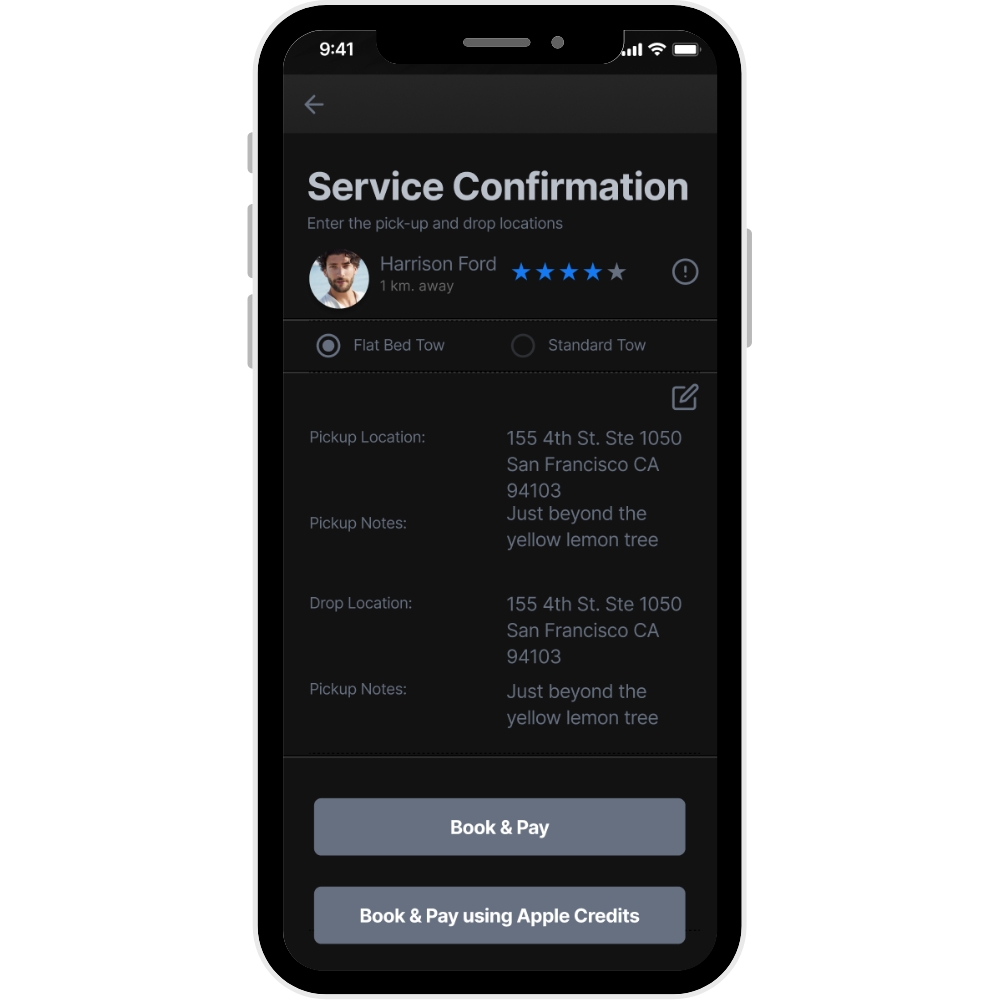 9:41
Service Confirmation
Enter the pick-up and drop locations
Harrison Ford
1 km. away
Flat Bed Tow
Standard Tow
Pickup Location:
155 4th St. Ste 1050
San Francisco CA
94103
Pickup Notes:
Just beyond the
yellow lemon tree
Drop Location:
155 4th St. Ste 1050
San Francisco CA
94103
Pickup Notes:
Just beyond the
yellow lemon tree
Book & Pay
Book & Pay using Apple Credits